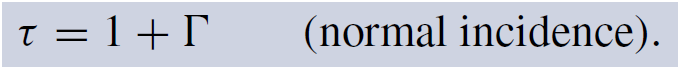 τ = 1 + Γ (normal incidence).